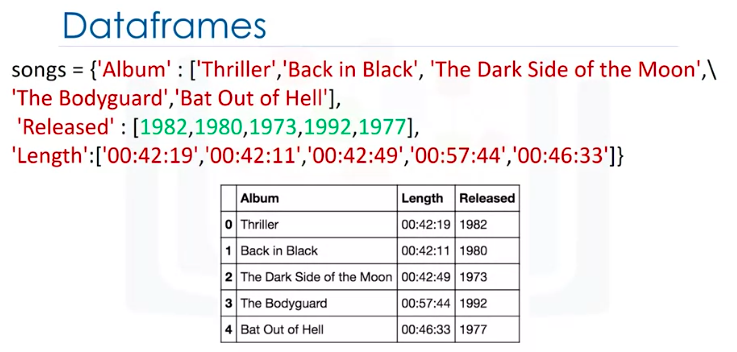 Dataframes
songs = {'Album' : ['Thriller','Back in Black', 'The Dark Side of the Moon',\
'The Bodyguard','Bat Out of Hell'],
'Released' : [1982,1980,1973,1992,1977],
'Length':['00:42:19','00:42:11','00:42:49','00:57:44','00:46:33']}
Album Length Released
0 Thriller 00:42:19 1982
1 Back in Black 00:42:11 1980
2 The Dark Side of the Moon 00:42:49 1973
3 The Bodyguard 00:57:44 1992
4 Bat Out of Hell 00:46:33 1977